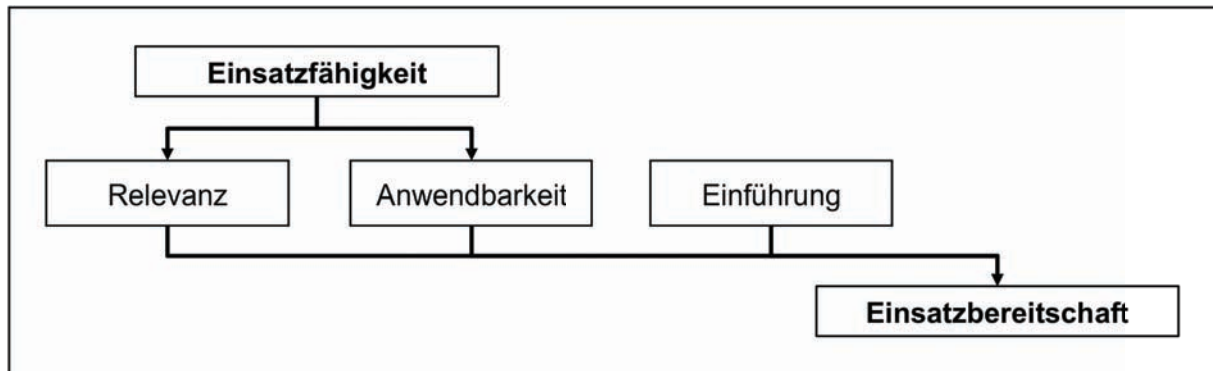 Einsatzfähigkeit
Relevanz
Anwendbarkeit
Einführung
Einsatzbereitschaft